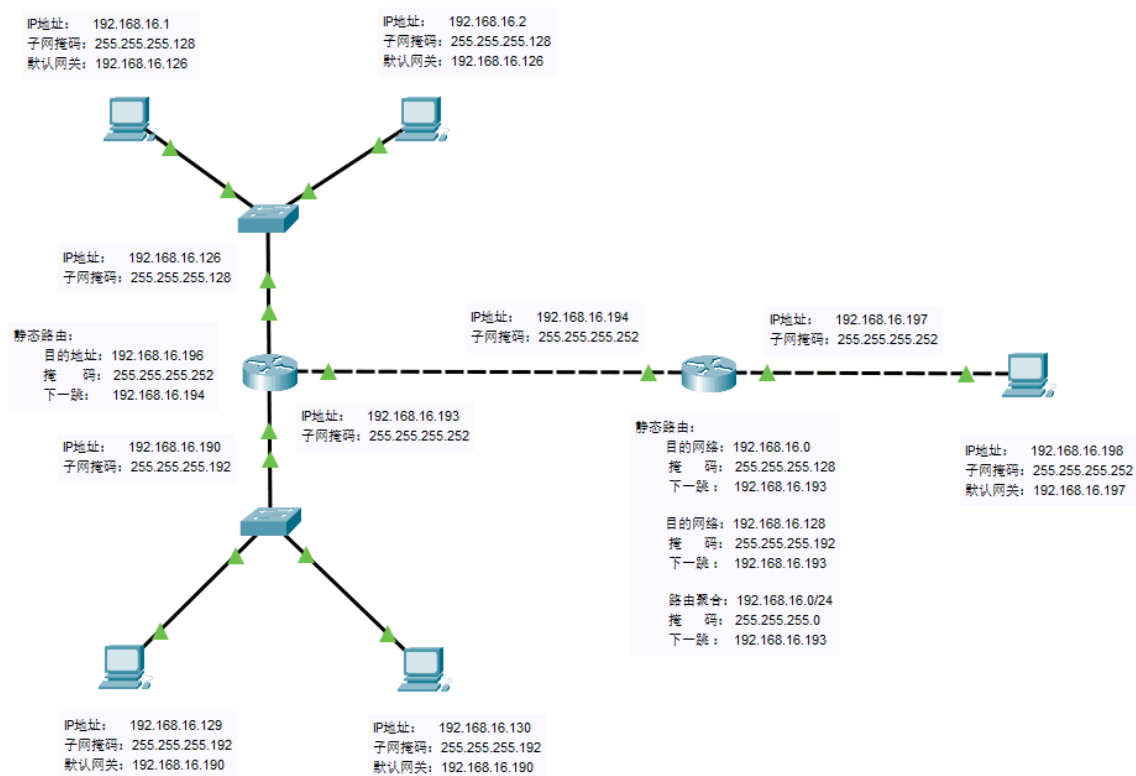 IP地址： 192.168.16.1
子网掩码：255.255.255.128
默认网关：192.168.16.126
IP地址： 192.168.16.2
子网掩码：255.255.255.128
默认网关：192.168.16.126
IP地址： 192.168.16.126
子网掩码：255.255.255.128
静态路由：
目的地址：192.168.16.196
掩 码：255.255.255.252
下一跳： 192.168.16.194
IP地址： 192.168.16.194
子网掩码：255.255.255.252
IP地址： 192.168.16.197
子网掩码：255.255.255.252
IP地址： 192.168.16.193
子网掩码：255.255.255.252
IP地址： 192.168.16.190
子网掩码：255.255.255.192
静态路由：
目的网络：192.168.16.0
掩 码：255.255.255.128
下一跳 ：192.168.16.193
目的网络：192.168.16.128
掩 码：255.255.255.192
下一跳 ：192.168.16.193
路由聚合：192.168.16.0/24
掩 码：255.255.255.0
下一跳 ：192.168.16.193
IP地址： 192.168.16.198
子网掩码：255.255.255.252
默认网关：192.168.16.197
IP地址： 192.168.16.129
子网掩码：255.255.255.192
默认网关：192.168.16.190
IP地址： 192.168.16.130
子网掩码：255.255.255.192
默认网关：192.168.16.190